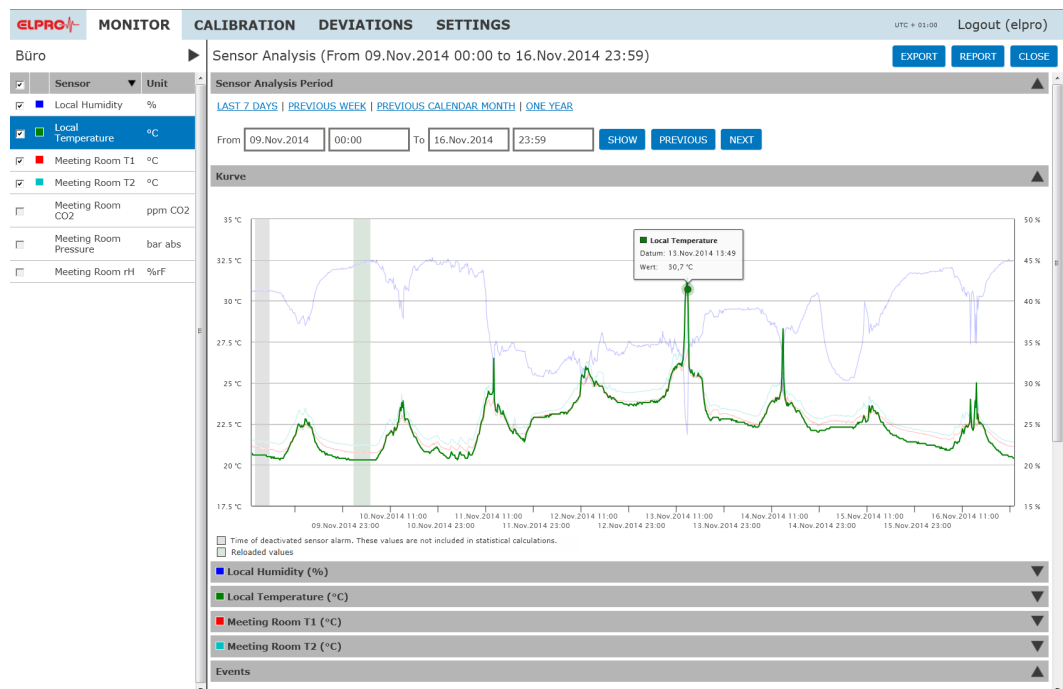 ELPRO MONITOR CALIBRATION DEVIATIONS SETTINGS UTC + 01:00 Logout (elpro)
Büro
Sensor Unit
Local Humidity %
Local Temperature °C
Meeting Room T1 °C
Meeting Room T2 °C
Meeting Room CO2 ppm CO2
Meeting Room Pressure bar abs
Meeting Room rH %rF
Sensor Analysis (From 09.Nov.2014 00:00 to 16.Nov.2014 23:59) EXPORT REPORT CLOSE
Sensor Analysis Period
LAST 7 DAYS | PREVIOUS WEEK | PREVIOUS CALENDAR MONTH | ONE YEAR
From 09.Nov.2014 00:00 To 16.Nov.2014 23:59 SHOW PREVIOUS NEXT
Kurve
35 °C 50 %
Local Temperature
Datum: 13.Nov.2014 13:49
32.5 °C 45 %
Wert: 30,7 °C
30 °C 40 %
27.5 °C 35 %
25 °C 30 %
22.5 °C 25 %
20 °C 20 %
17.5 °C 15 %
10.Nov.2014 11:00 11.Nov.2014 11:00 12.Nov.2014 11:00 13.Nov.2014 11:00 14.Nov.2014 11:00 15.Nov.2014 11:00 16.Nov.2014 11:00
09.Nov.2014 23:00 10.Nov.2014 23:00 11.Nov.2014 23:00 12.Nov.2014 23:00 13.Nov.2014 23:00 14.Nov.2014 23:00 15.Nov.2014 23:00
Time of deactivated sensor alarm. These values are not included in statistical calculations.
Reloaded values
Local Humidity (%)
Local Temperature (°C)
Meeting Room T1 (°C)
Meeting Room T2 (°C)
Events